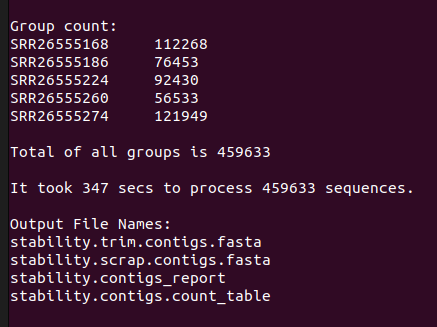 Group count:
SRR26555168 112268
SRR26555186 76453
SRR26555224 92430
SRR26555260 56533
SRR26555274 121949
Total of all groups is 459633
It took 347 secs to process 459633 sequences.
Output File Names:
stability.trim.contigs.fasta
stability.scrap.contigs.fasta
stability.contigs_report
stability.contigs.count_table